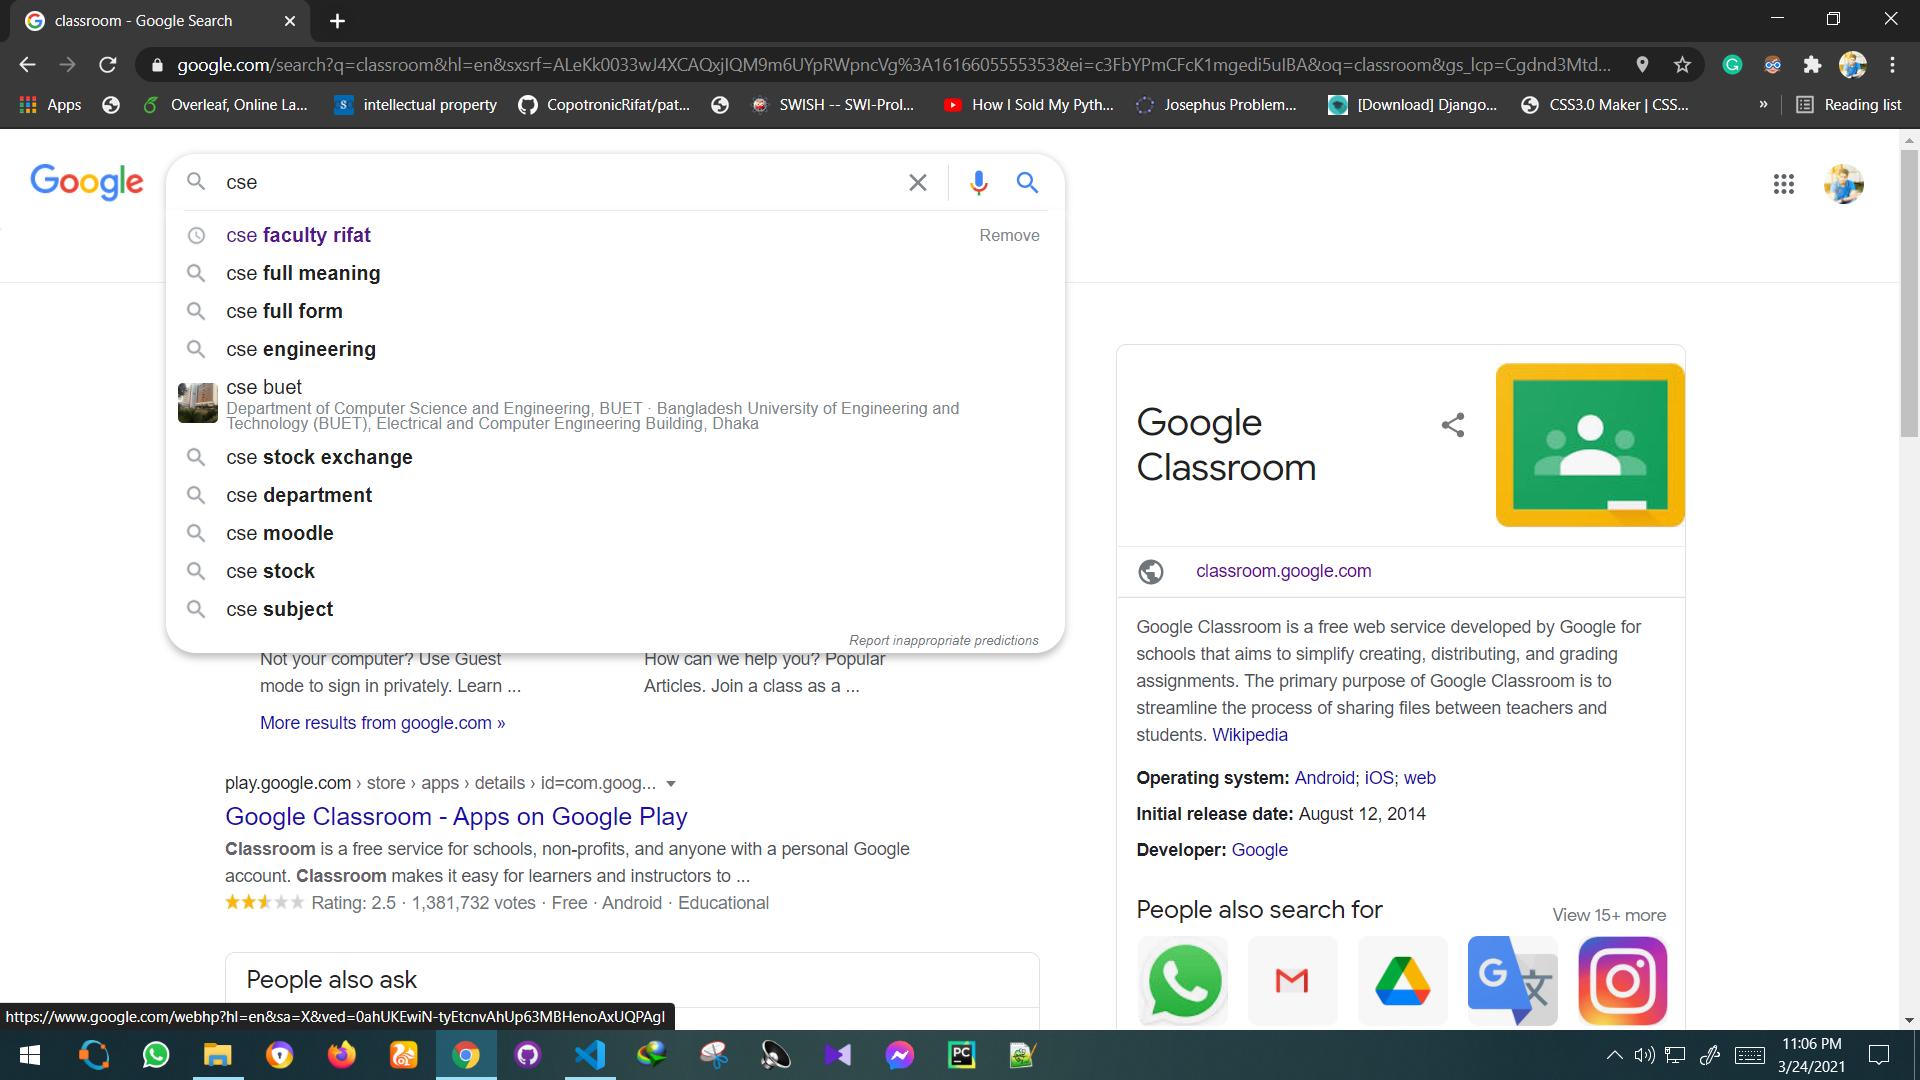 classroom - Google Search
google.com/search?q=classroom&hl=en&sxsrf=ALeKk0033wJ4XCAQxjIQM9m6UYpRWpncVg%3A1616605555353&ei=c3FbYPmCFcK1mgedi5uIBA&oq=classroom&gs_lcp=Cgdnd3Mtd...
Apps
Overleaf, Online La...
intellectual property
CopotronicRifat/pat...
SWISH -- SWI-Prol...
How I Sold My Pyth...
Josephus Problem...
[Download] Django...
CSS3.0 Maker | CSS...
»
Reading list
Google
cse
cse faculty rifat
Remove
cse full meaning
cse full form
cse engineering
cse buet
Department of Computer Science and Engineering, BUET · Bangladesh University of Engineering and
Technology (BUET), Electrical and Computer Engineering Building, Dhaka
cse stock exchange
cse department
cse moodle
cse stock
cse subject
Report inappropriate predictions
Not your computer? Use Guest
mode to sign in privately. Learn ...
How can we help you? Popular
Articles. Join a class as a ...
More results from google.com »
play.google.com › store › apps › details › id=com.goog...
Google Classroom - Apps on Google Play
Classroom is a free service for schools, non-profits, and anyone with a personal Google
account. Classroom makes it easy for learners and instructors to ...
Rating: 2.5 · 1,381,732 votes · Free · Android · Educational
People also ask
Google
Classroom
classroom.google.com
Google Classroom is a free web service developed by Google for
schools that aims to simplify creating, distributing, and grading
assignments. The primary purpose of Google Classroom is to
streamline the process of sharing files between teachers and
students. Wikipedia
Operating system: Android; iOS; web
Initial release date: August 12, 2014
Developer: Google
People also search for
View 15+ more
https://www.google.com/webhp?hl=en&sa=X&ved=0ahUKEwiN-tyEtcnvAhUp63MBHenoAxUQPAgI
11:06 PM
3/24/2021